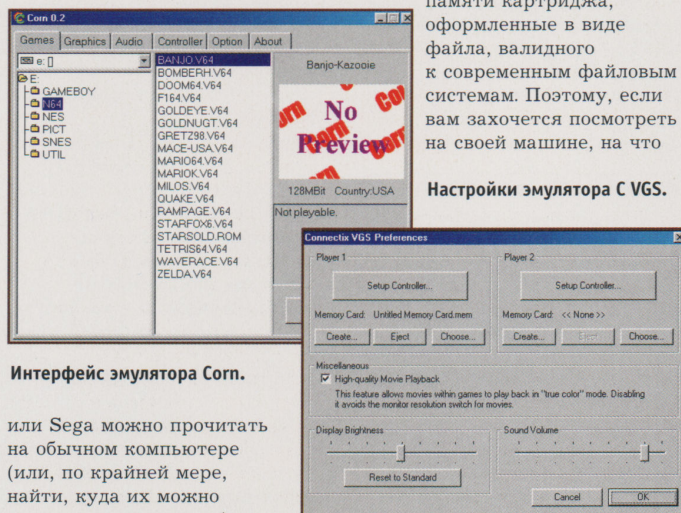 Corn 0.2
Games Graphics Audio Controller Option About
e: []
E:
GAMEBOY
N64
NES
PICT
SNES
UTIL
BANJO.V64
BOMBERH.V64
DOOM64.V64
F164.V64
GOLDEYE.V64
GOLDNUGT.V64
GRETZ98.V64
MACE-USA.V64
MARIO64.V64
MARIOK.V64
MILOS.V64
QUAKE.V64
RAMPAGE.V64
STARFOX6.V64
STARSOLD.ROM
TETRIS64.V64
WAVERACE.V64
ZELDA.V64
Banjo-Kazooie
Corn
No
Preview
128MBit Country:USA
Not playable.
Интерфейс эмулятора Corn.
или Sega можно прочитать
на обычном компьютере
(или, по крайней мере,
найти, куда их можно
памяти картриджа,
оформленные в виде
файла, валидного
к современным файловым
системам. Поэтому, если
вам захочется посмотреть
на своей машине, на что
Настройки эмулятора C VGS.
Connectix VGS Preferences
Player 1
Setup Controller...
Memory Card: Untitled Memory Card.mem
Create... Eject Choose...
Player 2
Setup Controller...
Memory Card: << None >>
Create... Eject Choose...
Miscellaneous
High-quality Movie Playback
This feature allows movies within games to play back in "true color" mode. Disabling
it avoids the monitor resolution switch for movies.
Display Brightness
Reset to Standard
Sound Volume
Cancel OK